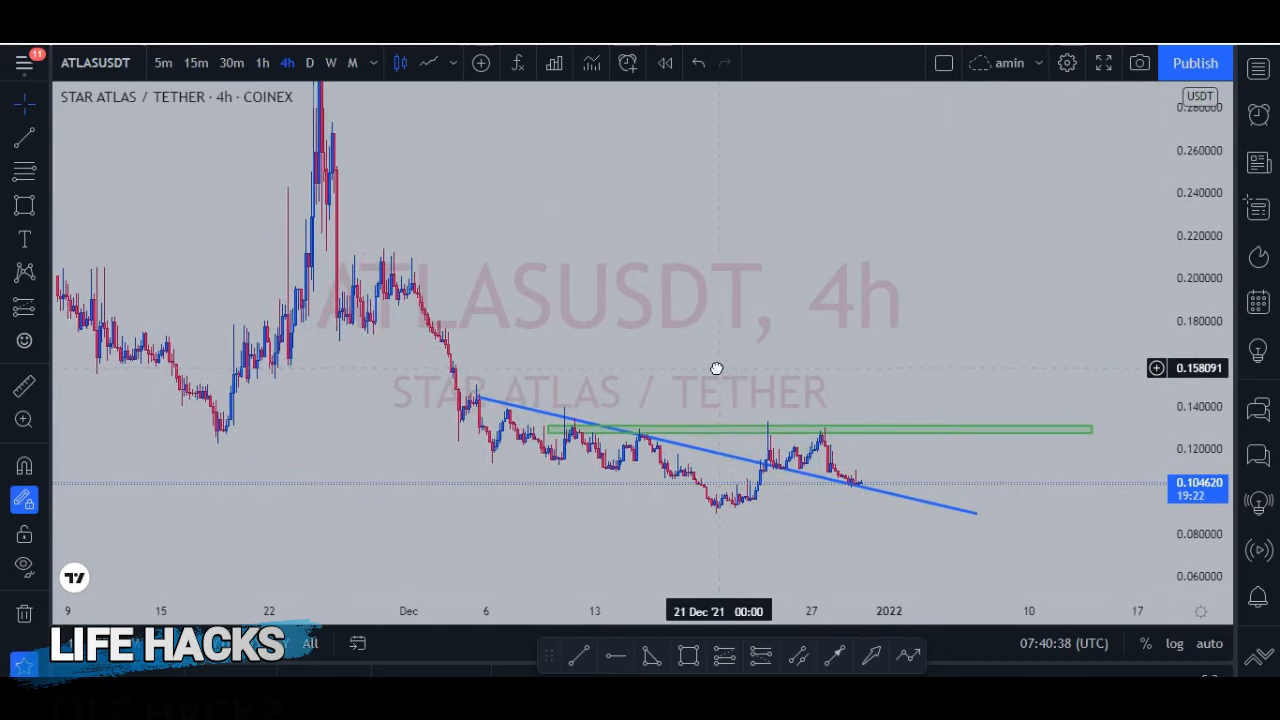 11
ATLASUSDT
5m 15m 30m 1h 4h D W M
amin
Publish
STAR ATLAS / TETHER · 4h · COINEX
USDT
0.280000
0.260000
0.240000
0.220000
0.200000
0.180000
ATLASUSDT, 4h
STAR ATLAS / TETHER
0.158091
0.140000
0.120000
0.104620
19:22
0.080000
0.060000
9 15 22 Dec 6 13 21 Dec '21 00:00 27 2022 10 17
LIFE HACKS
All
07:40:38 (UTC) % log auto